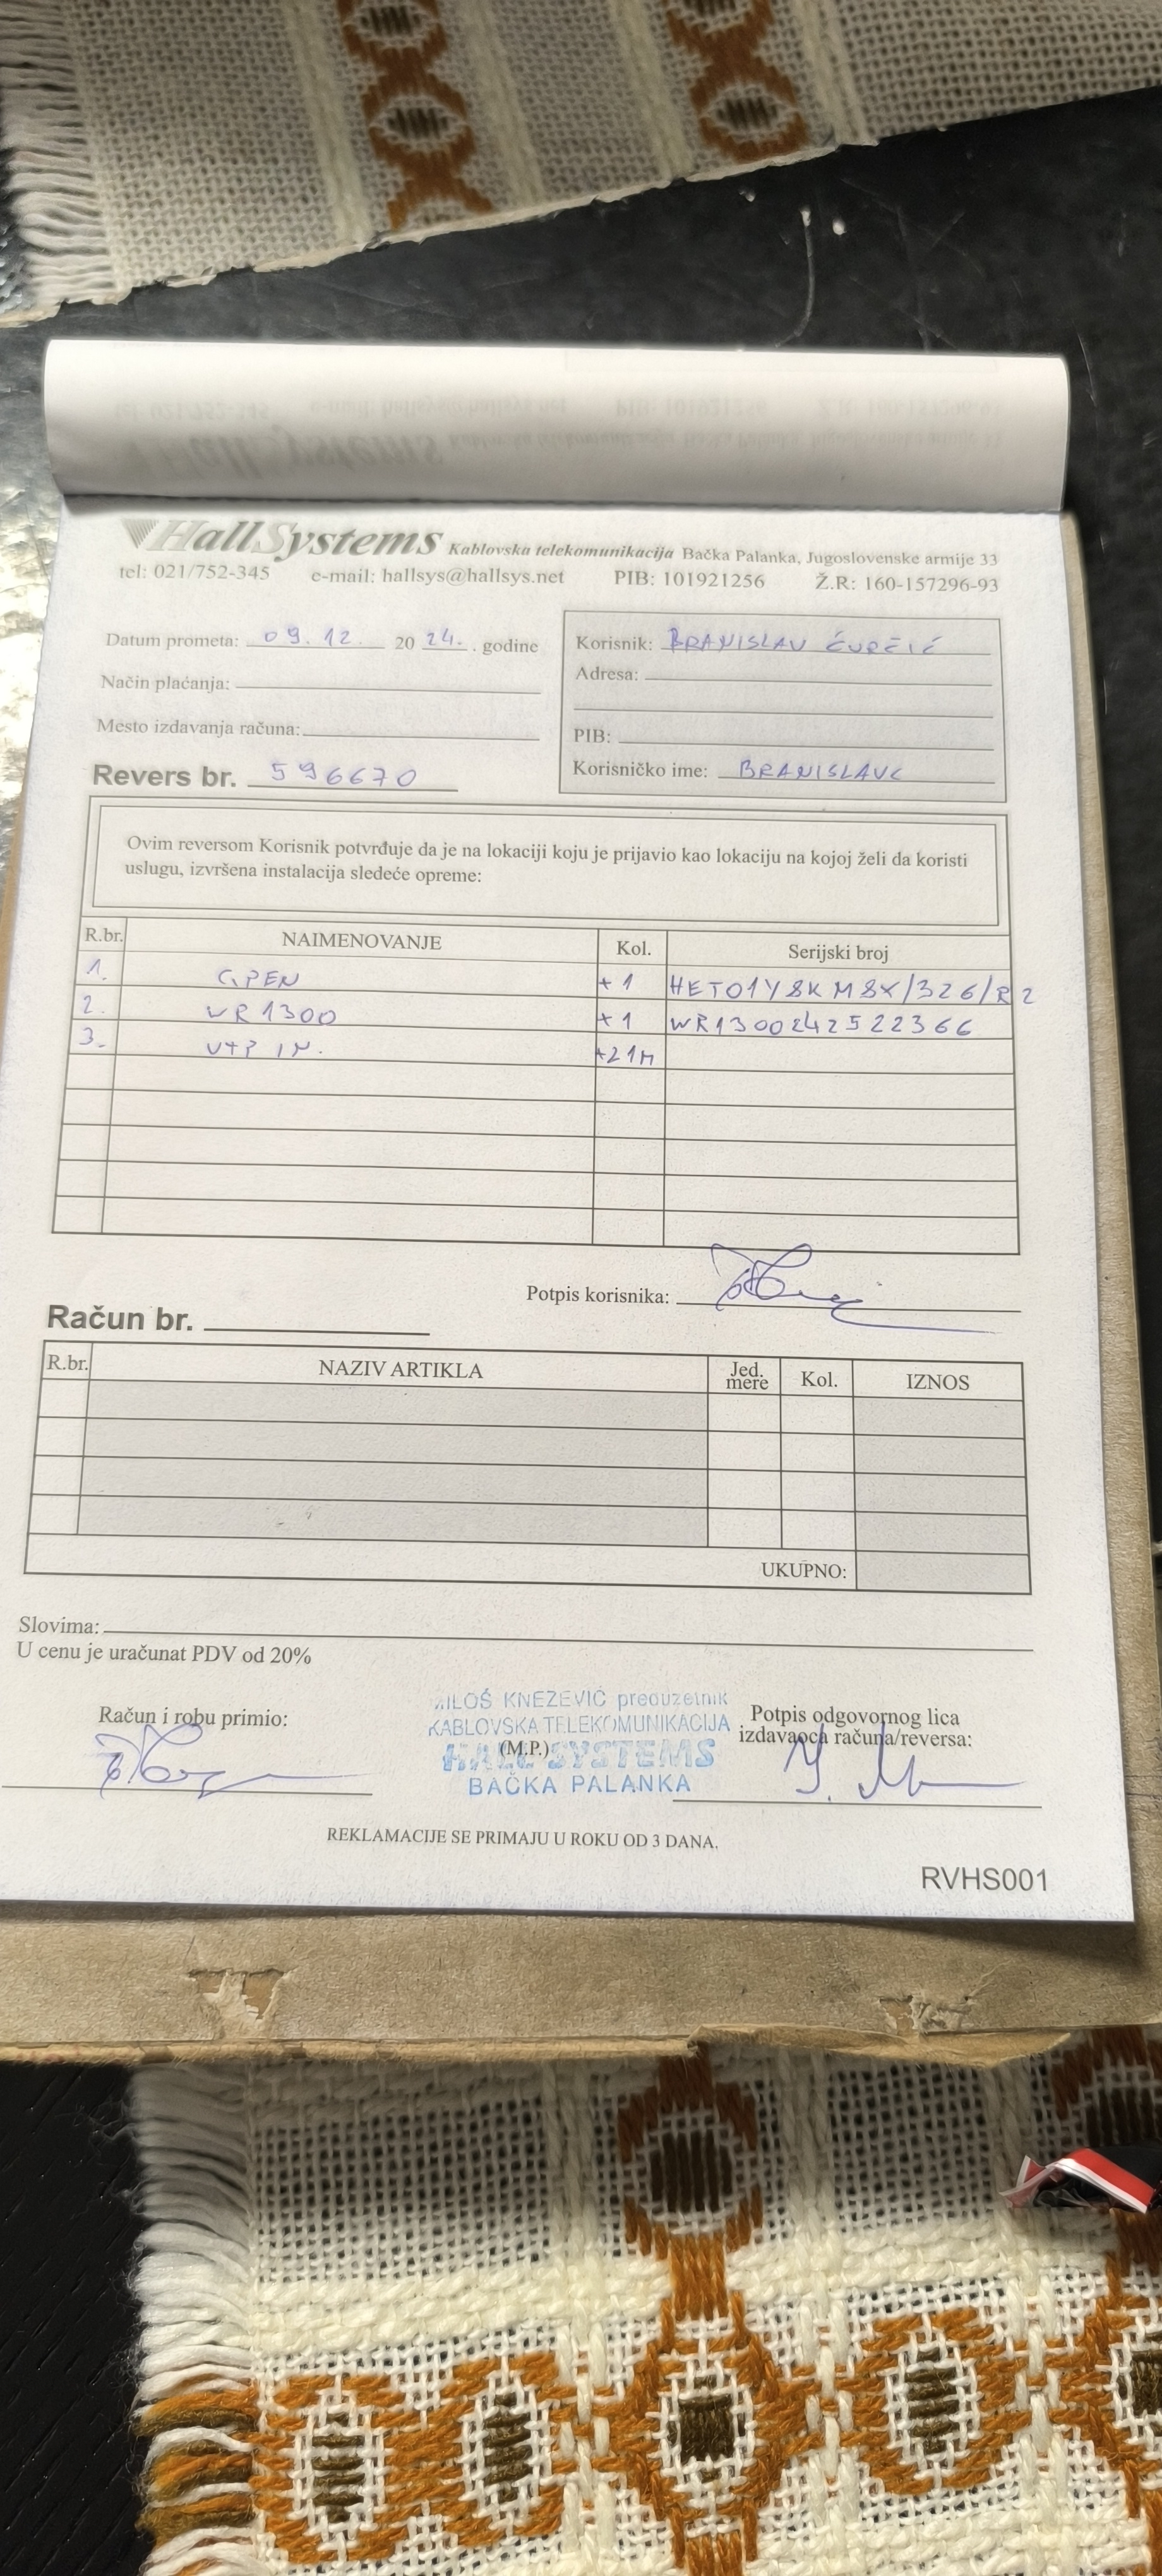 HallSystems Kablovska telekomunikacija Bačka Palanka, Jugoslovenske armije 33
tel: 021/752-345 e-mail: hallsys@hallsys.net PIB: 101921256 Ž.R: 160-157296-93
Datum prometa: 09. 12. 20 24. . godine
Način plaćanja:
Mesto izdavanja računa:
Revers br. 596670
Korisnik: BRANISLAV ĆURČIĆ
Adresa:
PIB:
Korisničko ime: BRANISLAVC
Ovim reversom Korisnik potvrđuje da je na lokaciji koju je prijavio kao lokaciju na kojoj želi da koristi
uslugu, izvršena instalacija sledeće opreme:
R.br. NAIMENOVANJE Kol. Serijski broj
1. +1 HET01Y8KM8X/326/R2
2. WR1300 +1 WR1300242522366
3. UTP +21M
Potpis korisnika:
Račun br.
R.br. NAZIV ARTIKLA Jed. mere Kol. IZNOS
UKUPNO:
Slovima:
U cenu je uračunat PDV od 20%
Račun i robu primio:
MILOŠ KNEŽEVIĆ preduzetnik
KABLOVSKA TELEKOMUNIKACIJA
(M.P.)
HALL SYSTEMS
BAČKA PALANKA
Potpis odgovornog lica
izdavaoca računa/reversa:
REKLAMACIJE SE PRIMAJU U ROKU OD 3 DANA.
RVHS001